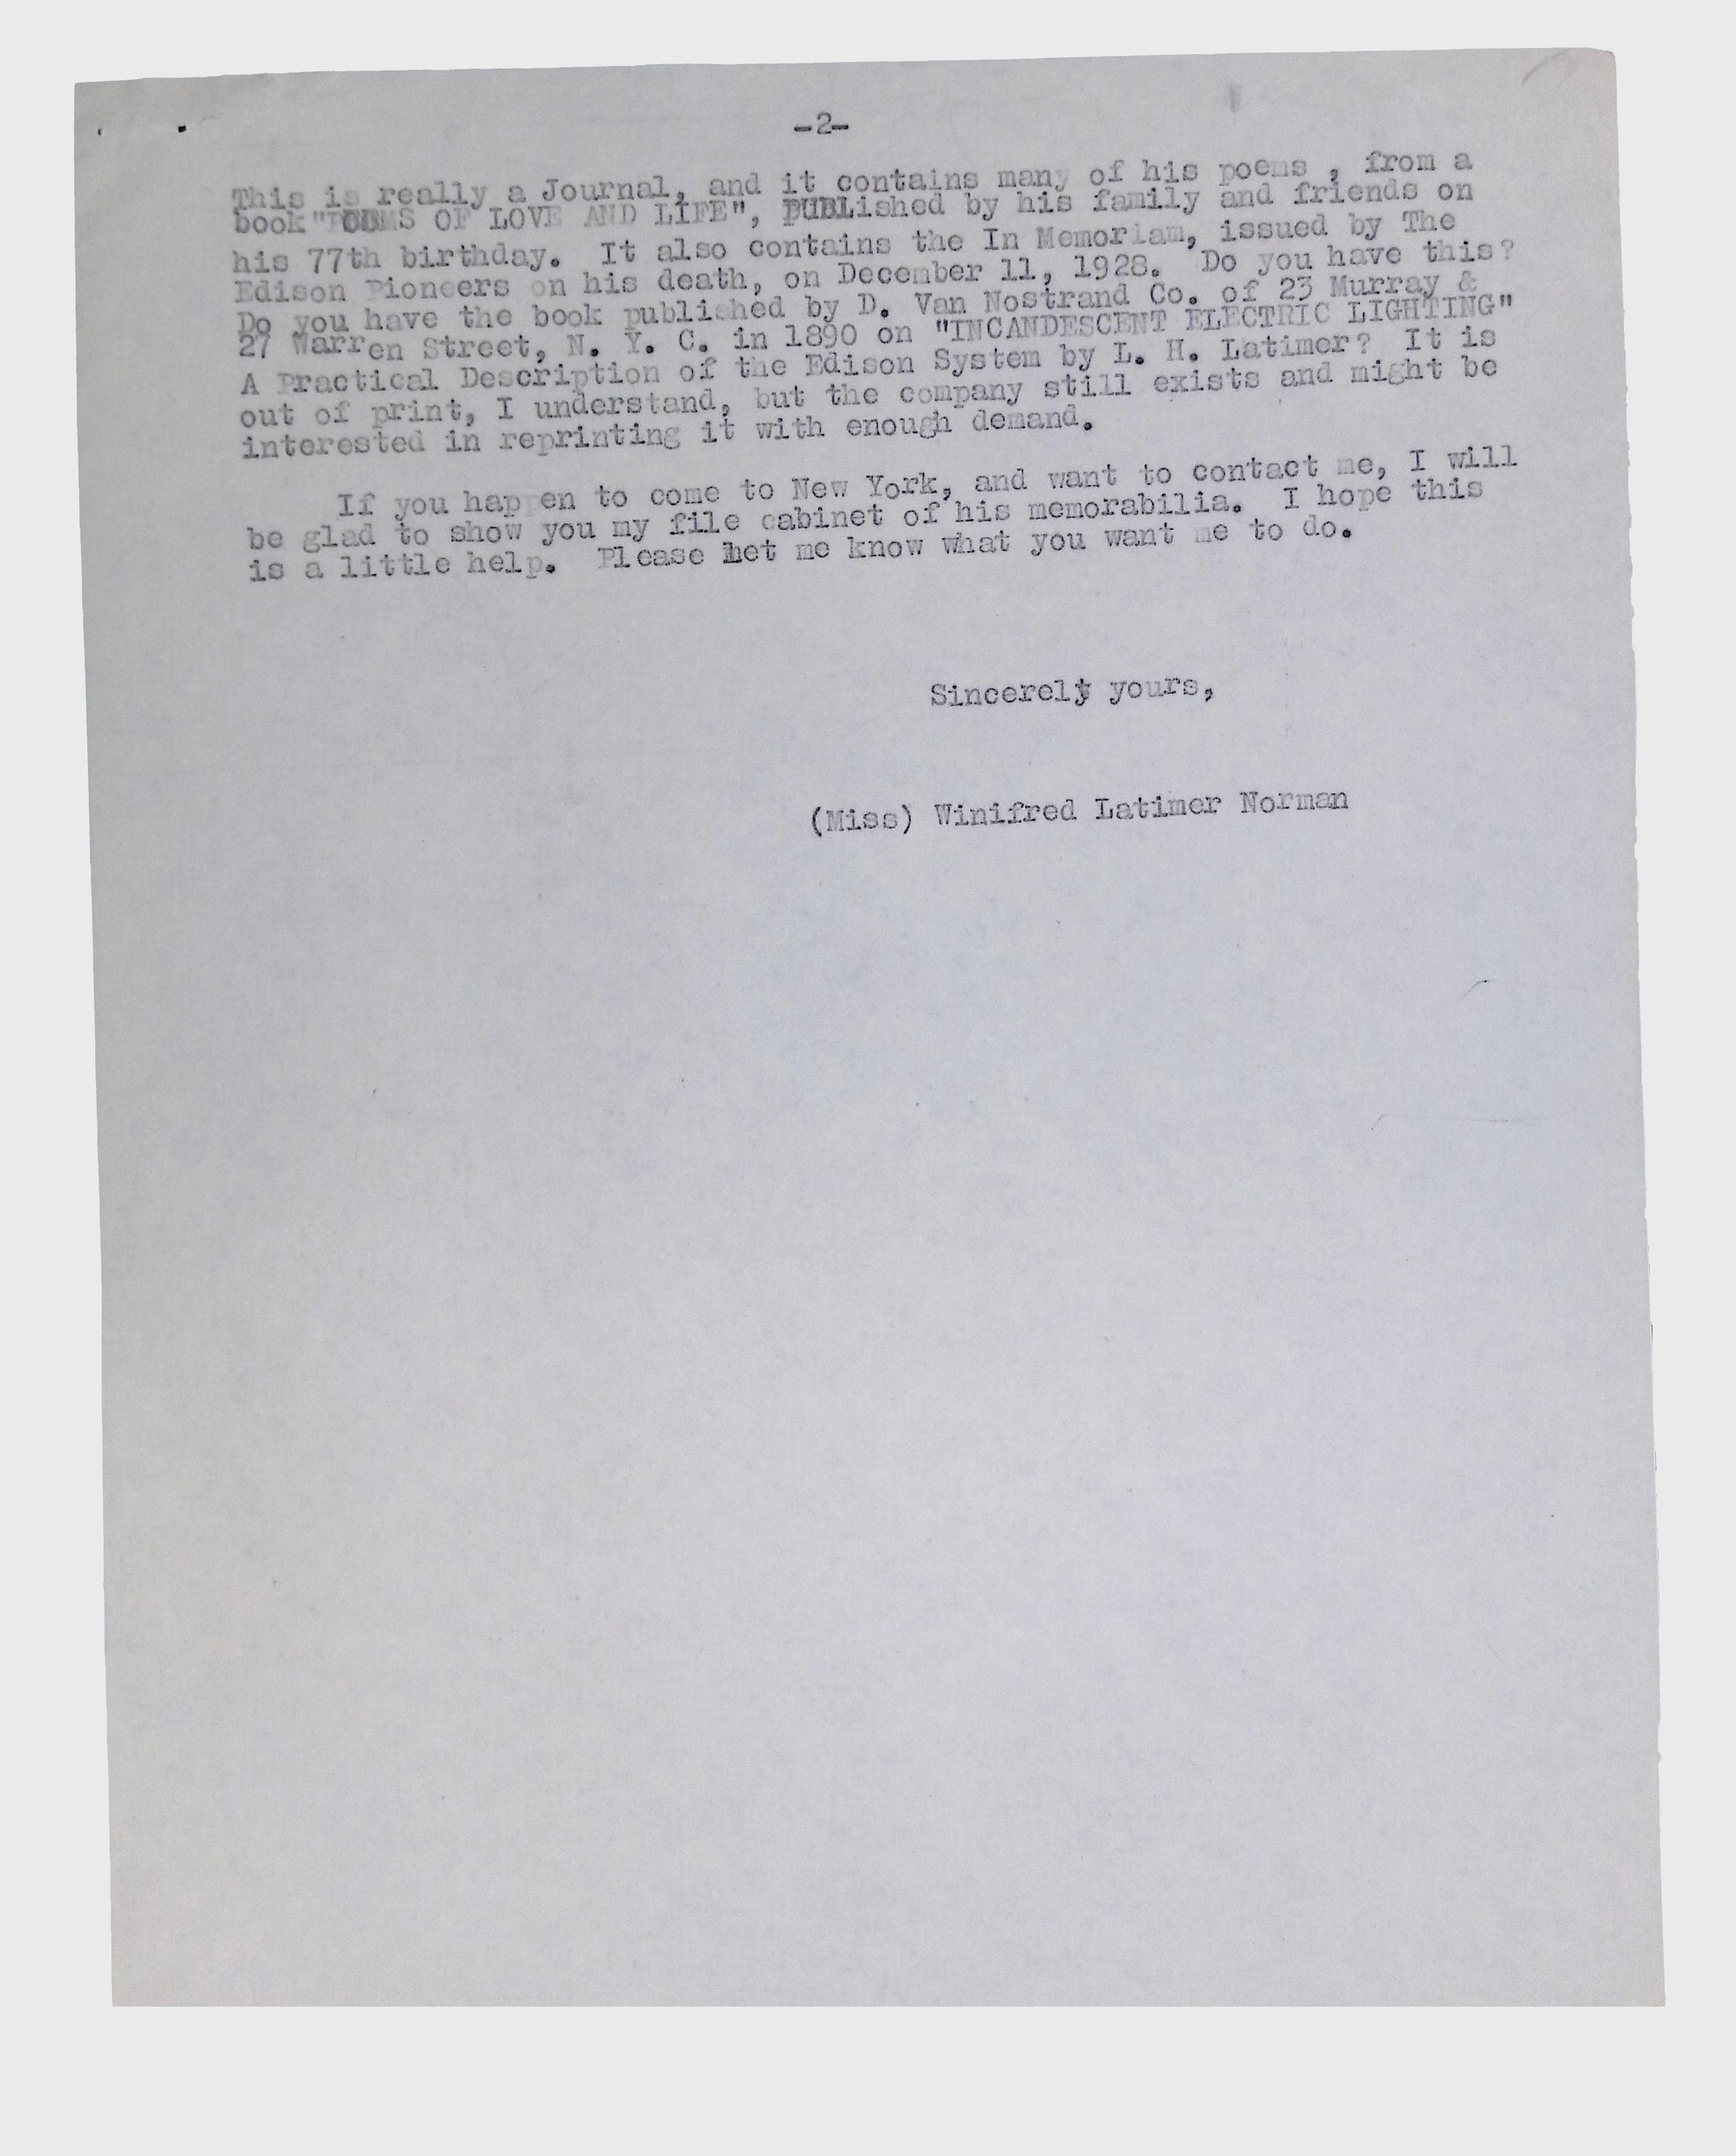 -2-
This is really a Journal, and it contains many of his poems , from a
book "POEMS OF LOVE AND LIFE", PUBLished by his family and friends on
his 77th birthday. It also contains the In Memoriam, issued by The
Edison Pioneers on his death, on December 11, 1928. Do you have this?
Do you have the book published by D. Van Nostrand Co. of 23 Murray &
27 Warren Street, N. Y. C. in 1890 on "INCANDESCENT ELECTRIC LIGHTING"
A Practical Description of the Edison System by L. H. Latimer? It is
out of print, I understand, but the company still exists and might be
interested in reprinting it with enough demand.
If you happen to come to New York, and want to contact me, I will
be glad to show you my file cabinet of his memorabilia. I hope this
is a little help. Please let me know what you want me to do.
Sincerely yours,
(Miss) Winifred Latimer Norman